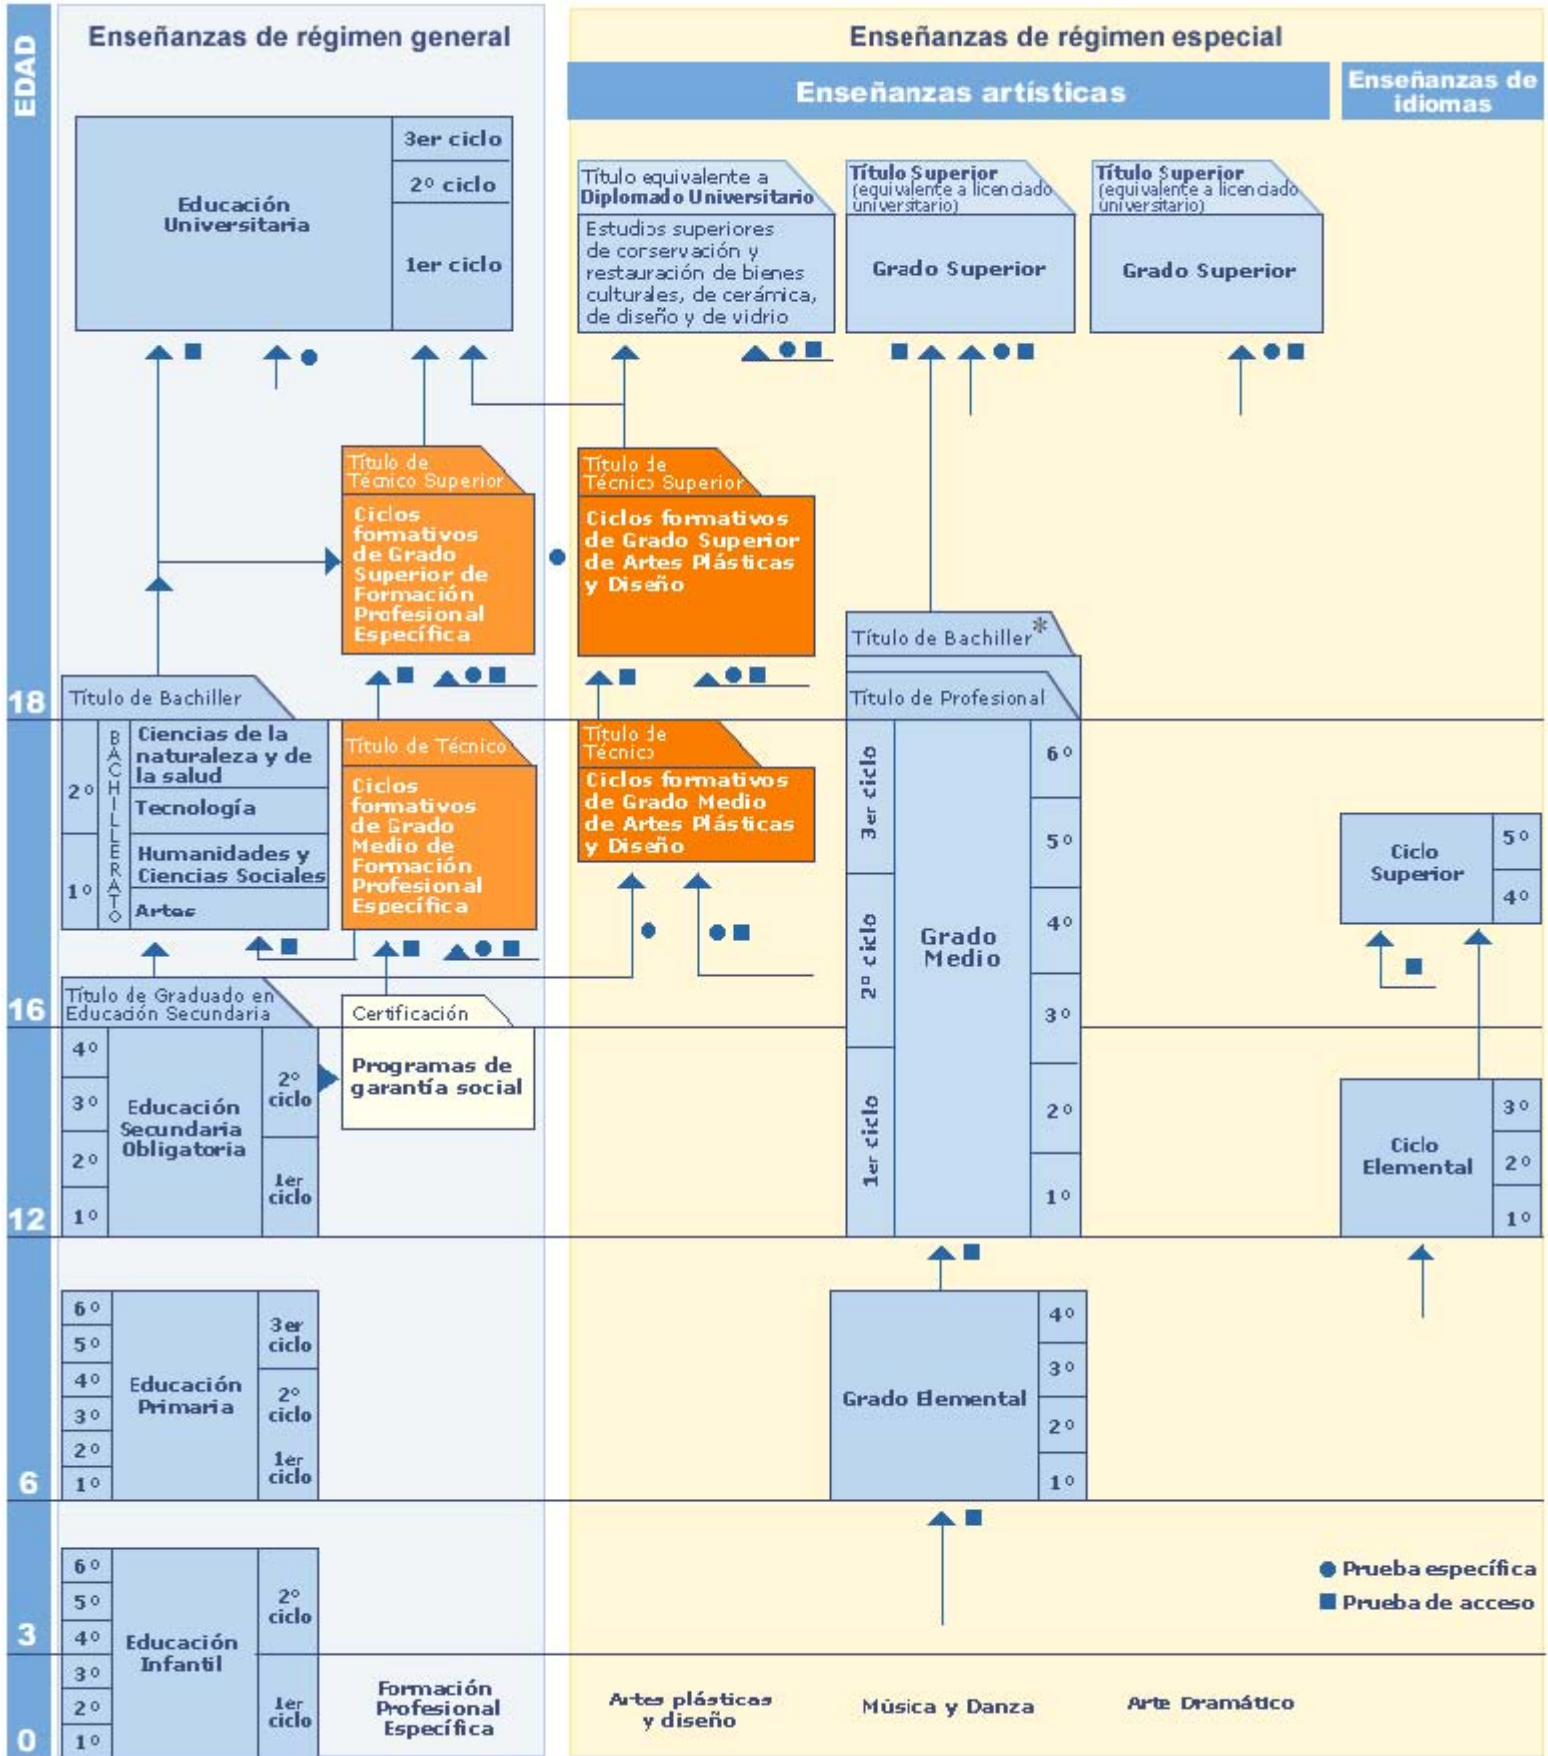 EDAD
Enseñanzas de régimen general
Enseñanzas de régimen especial
Enseñanzas artísticas
Enseñanzas de
idiomas
Educación
Universitaria
3er ciclo
2º ciclo
1er ciclo
Título equivalente a
Diplomado Universitario
Estudios superiores
de conservación y
restauración de bienes
culturales, de cerámica,
de diseño y de vidrio
Título Superior
(equivalente a licenciado
universitario)
Grado Superior
Título Superior
(equivalente a licenciado
universitario)
Grado Superior
Título de
Técnico Superior
Ciclos
formativos
de Grado
Superior de
Formación
Profesional
Específica
Título de
Técnico Superior
Ciclos formativos
de Grado Superior
de Artes Plásticas
y Diseño
Título de Bachiller*
Título de Profesional
18
Título de Bachiller
2º
1º
BACHILLERATO
Ciencias de la
naturaleza y de
la salud
Tecnología
Humanidades y
Ciencias Sociales
Artes
Título de Técnico
Ciclos
formativos
de Grado
Medio de
Formación
Profesional
Específica
Título de
Técnico
Ciclos formativos
de Grado Medio
de Artes Plásticas
y Diseño
3er ciclo
2º ciclo
1er ciclo
Grado
Medio
6º
5º
4º
3º
2º
1º
Ciclo
Superior
5º
4º
16
Título de Graduado en
Educación Secundaria
Certificación
4º
3º
2º
1º
Educación
Secundaria
Obligatoria
2º
ciclo
1er
ciclo
Programas de
garantía social
Ciclo
Elemental
3º
2º
1º
12
6º
5º
4º
3º
2º
1º
Educación
Primaria
3er
ciclo
2º
ciclo
1er
ciclo
Grado Elemental
4º
3º
2º
1º
6
6º
5º
4º
3º
2º
1º
Educación
Infantil
2º
ciclo
1er
ciclo
Prueba específica
Prueba de acceso
3
Formación
Profesional
Específica
Artes plásticas
y diseño
Música y Danza
Arte Dramático
0